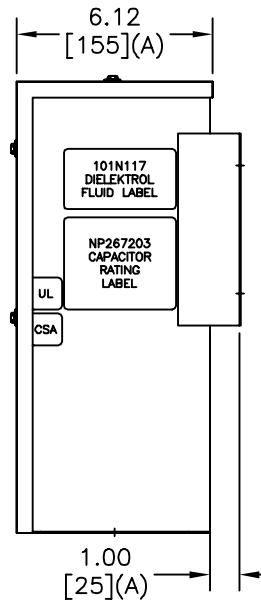 6.12
[155](A)
101N117
DIELEKTROL
FLUID LABEL
NP267203
CAPACITOR
RATING
LABEL
UL
CSA
1.00
[25](A)